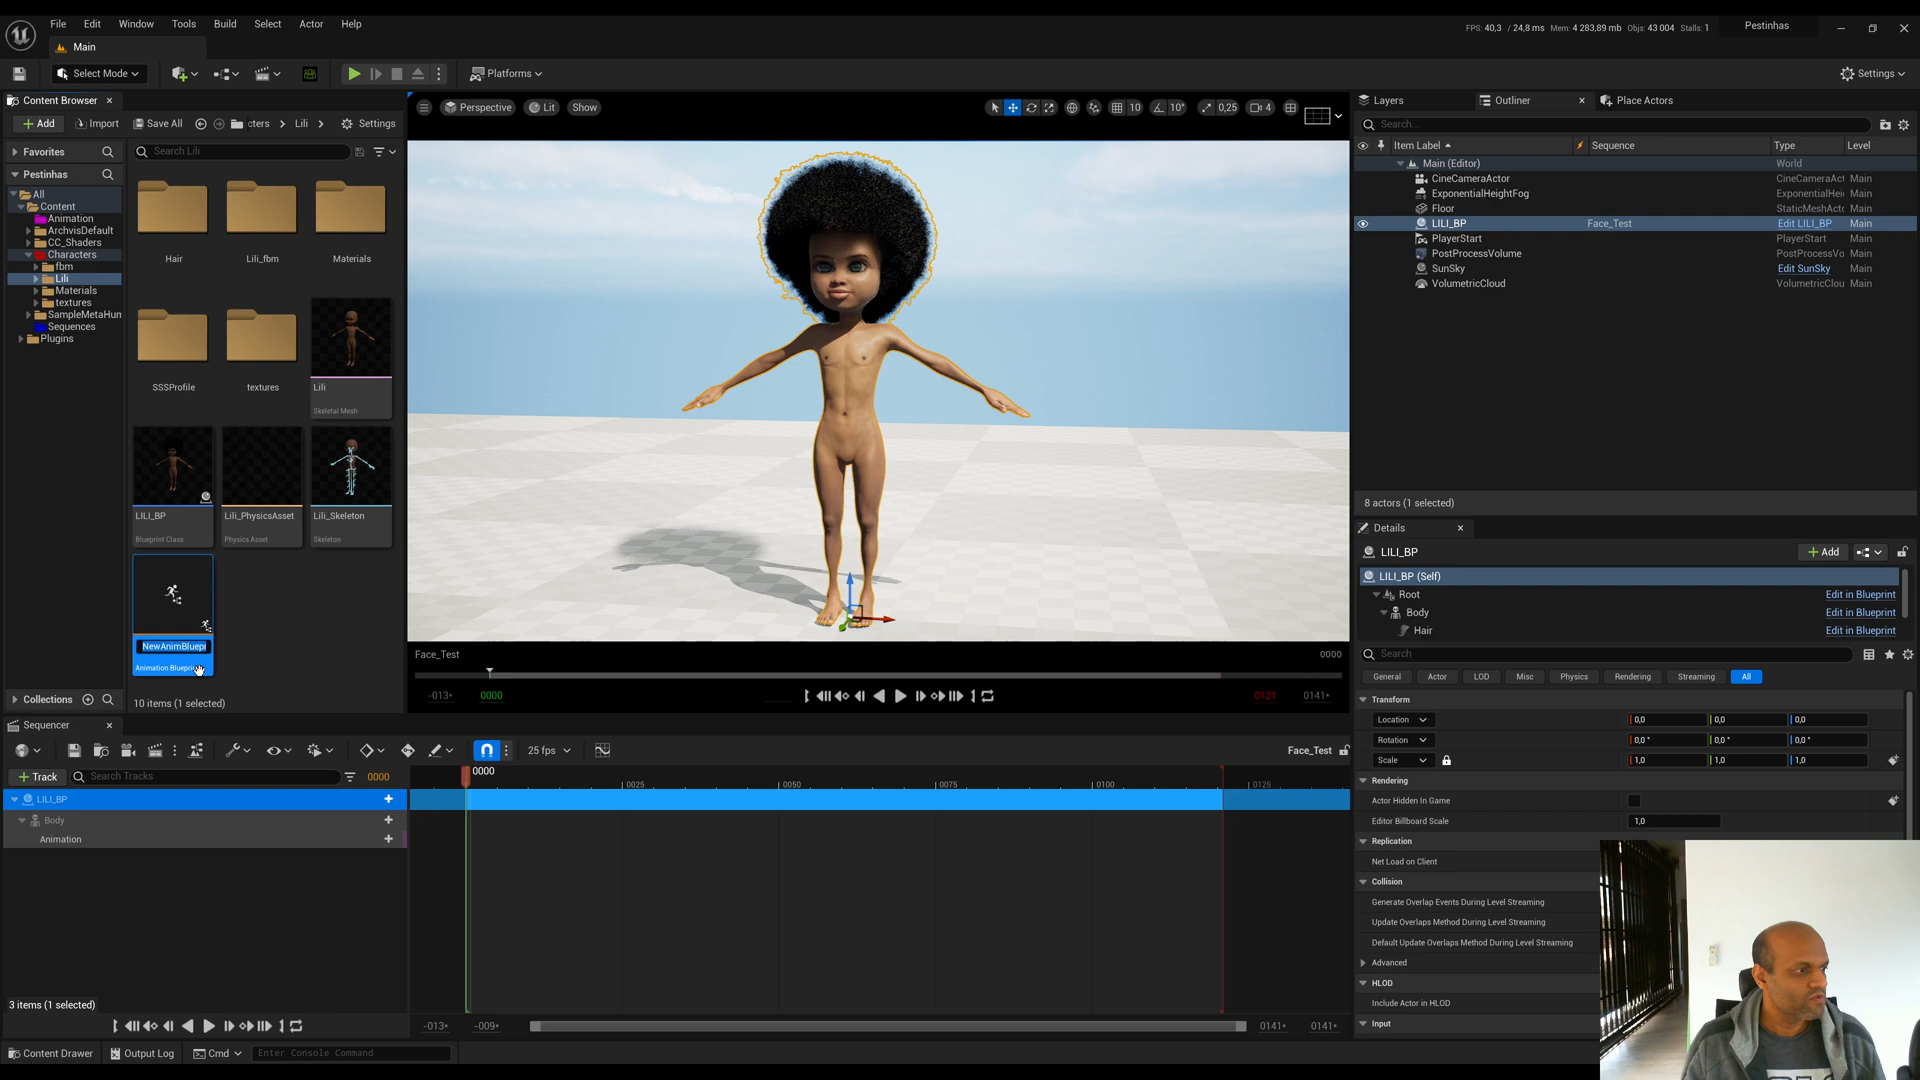 File Edit Window Tools Build Select Actor Help
FPS: 40,3 / 24,8 ms Mem: 4 283,89 mb Objs: 43 004 Stalls: 1
Pestinhas
Main
Select Mode
Platforms
Settings
Content Browser
Add Import Save All cters Lili Settings
Favorites
Search Lili
Pestinhas
All
Content
Animation
ArchvisDefault
CC_Shaders
Characters
fbm
Lili
Materials
textures
SampleMetaHum
Sequences
Plugins
Collections
Hair
Lili_fbm
Materials
SSSProfile
textures
Lili
Skeletal Mesh
LILI_BP
Blueprint Class
Lili_PhysicsAsset
Physics Asset
Lili_Skeleton
Skeleton
NewAnimBluepr
Animation Blueprin
10 items (1 selected)
Perspective Lit Show
10 10° 0,25 4
Face_Test
0000
-013+ 0000 0121 0141+
Layers
Outliner
Place Actors
Search...
Item Label Sequence Type Level
Main (Editor) World
CineCameraActor CineCameraAct Main
ExponentialHeightFog ExponentialHei Main
Floor StaticMeshActo Main
LILI_BP Face_Test Edit LILI_BP Main
PlayerStart PlayerStart Main
PostProcessVolume PostProcessVo Main
SunSky Edit SunSky Main
VolumetricCloud VolumetricClou Main
8 actors (1 selected)
Details
LILI_BP
Add
LILI_BP (Self)
Root Edit in Blueprint
Body Edit in Blueprint
Hair Edit in Blueprint
Search
General Actor LOD Misc Physics Rendering Streaming All
Transform
Location 0,0 0,0 0,0
Rotation 0,0 ° 0,0 ° 0,0 °
Scale 1,0 1,0 1,0
Rendering
Actor Hidden In Game
Editor Billboard Scale 1,0
Replication
Net Load on Client
Collision
Generate Overlap Events During Level Streaming
Update Overlaps Method During Level Streaming
Default Update Overlaps Method During Level Streaming
Advanced
HLOD
Include Actor in HLOD
Input
Sequencer
25 fps
Face_Test
Track
Search Tracks
0000
0000
0025 0050 0075 0100 0125
LILI_BP
Body
Animation
3 items (1 selected)
-013+ -009+ 0141+ 0141+
Content Drawer Output Log Cmd Enter Console Command